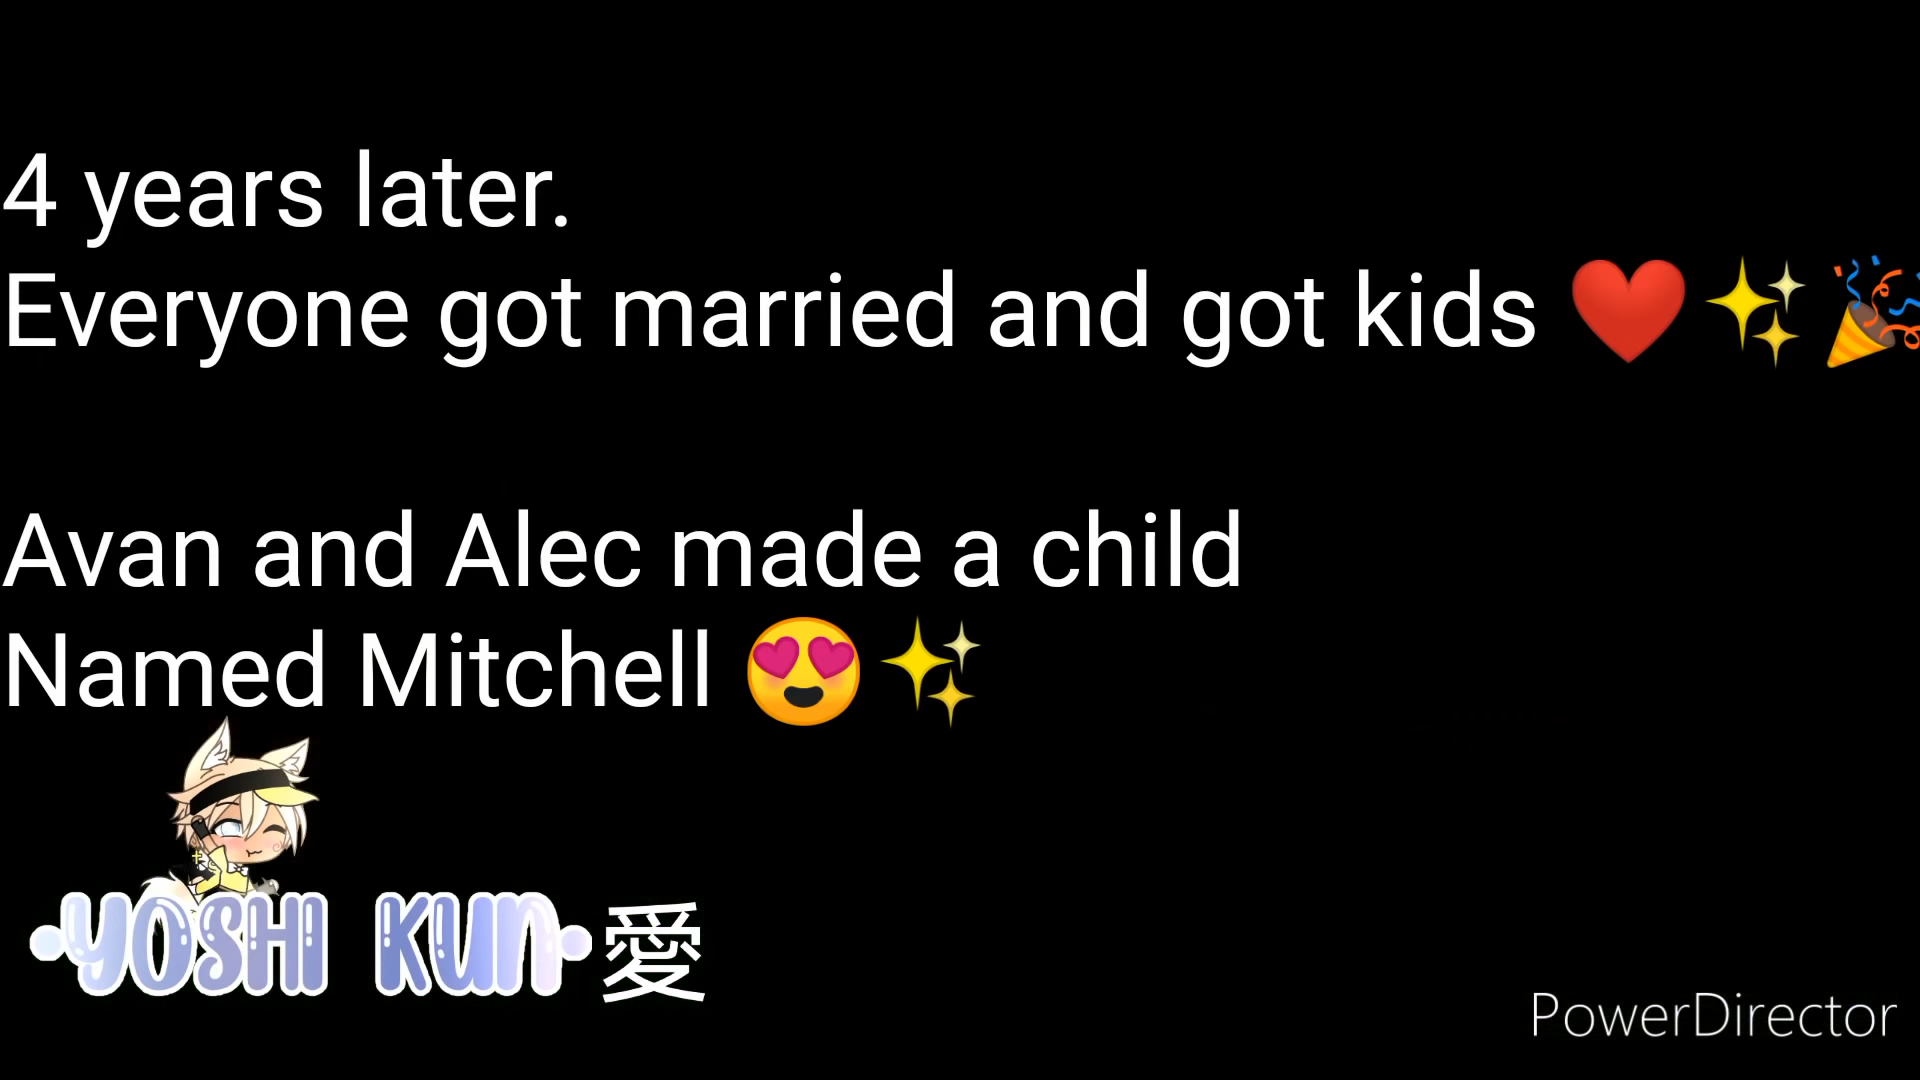 4 years later.
Everyone got married and got kids ❤️✨🎉
Avan and Alec made a child
Named Mitchell 😍✨
•YOSHI KUN•愛
PowerDirector